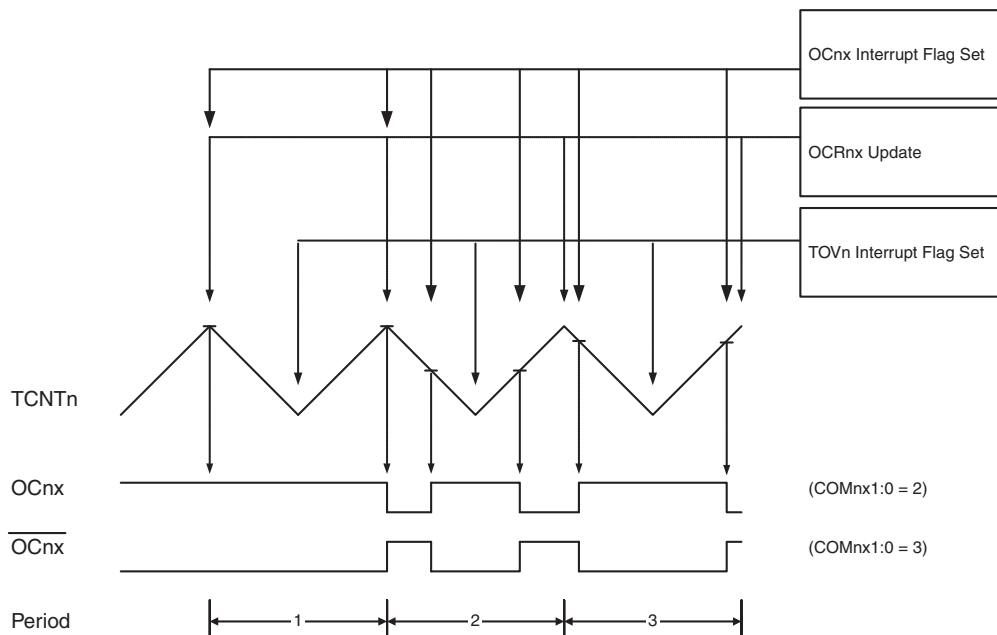 OCnx Interrupt Flag Set
OCRnx Update
TOVn Interrupt Flag Set
TCNTn
OCnx
(COMnx1:0 = 2)
OCnx
(COMnx1:0 = 3)
Period
1
2
3